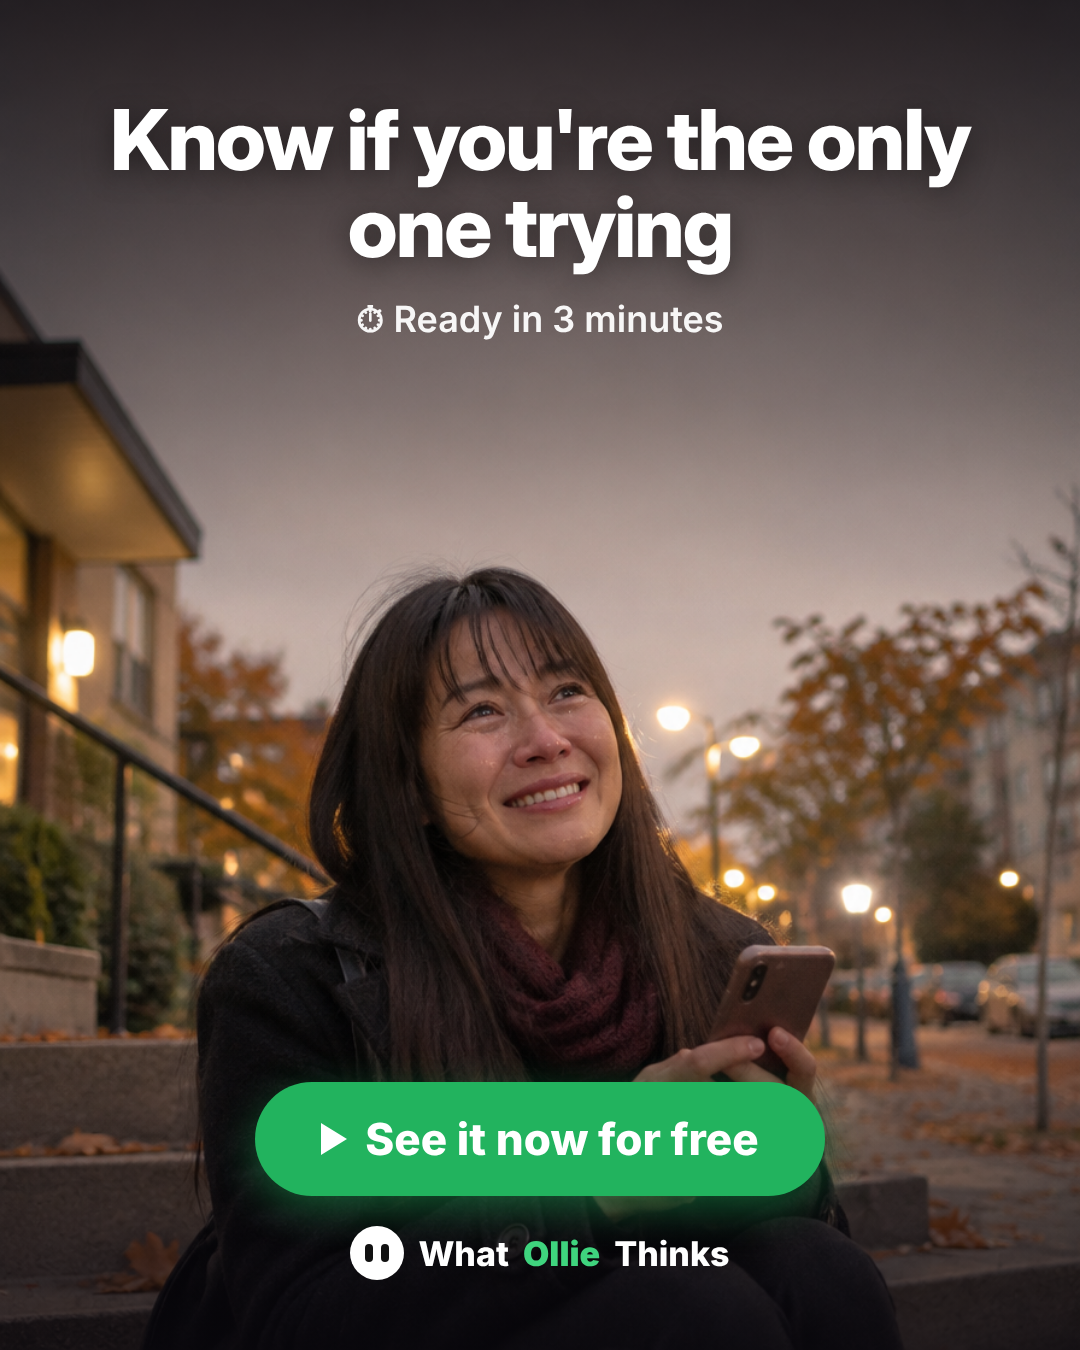 Know if you're the only
one trying
⏱ Ready in 3 minutes
▶ See it now for free
What Ollie Thinks